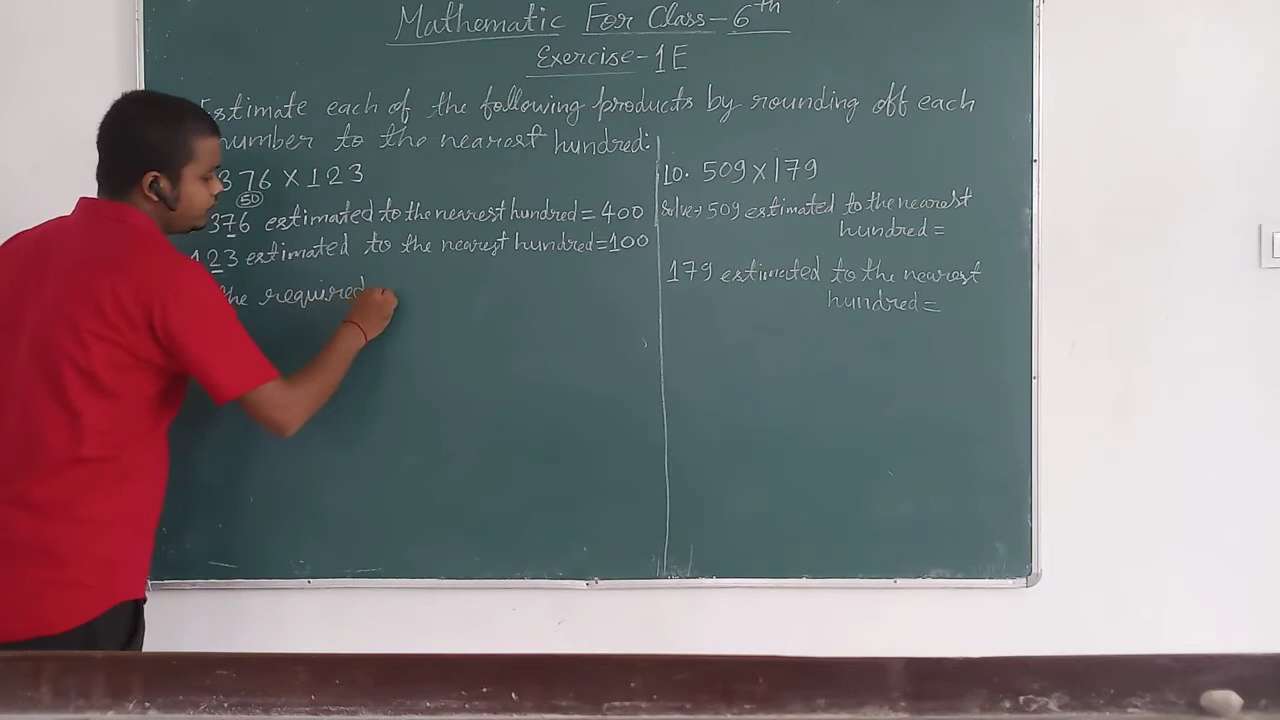 Mathematic For Class-6th
Exercise-1E
Estimate each of the following products by rounding off each
number to the nearest hundred:
376 X 123
50
376 estimated to the nearest hundred = 400
123 estimated to the nearest hundred=100
the required
10. 509 X 179
Solve→ 509 estimated to the nearest
hundred =
179 estimated to the nearest
hundred =